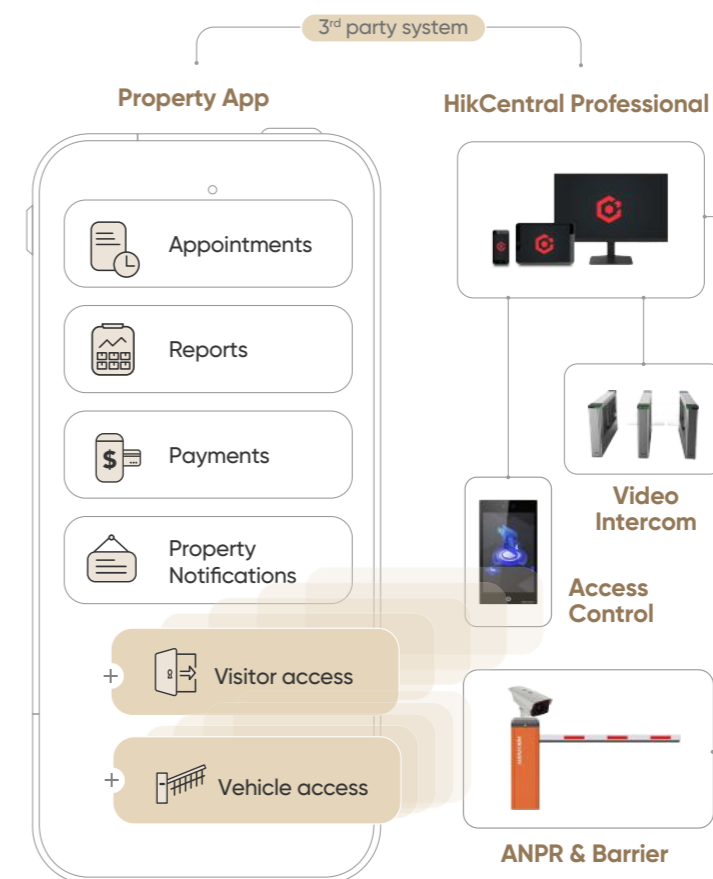 3rd party system
Property App
HikCentral Professional
Appointments
Reports
$
Payments
Property
Notifications
Video
Intercom
Access
Control
+
Visitor access
+
Vehicle access
HIKVISION
ANPR & Barrier